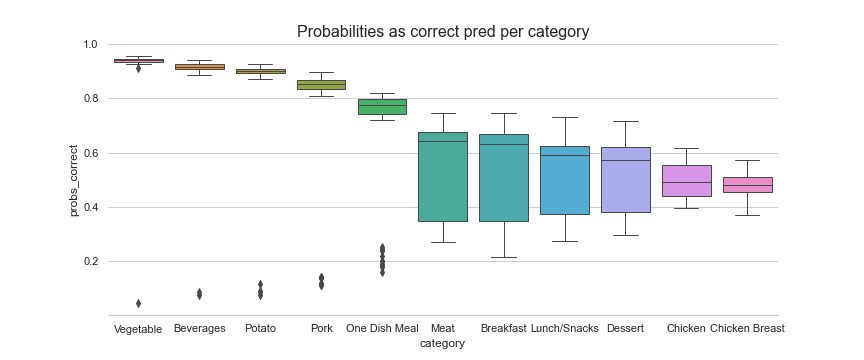 Probabilities as correct pred per category
1.0
0.8
0.6
0.4
0.2
probs_correct
Vegetable Beverages Potato Pork One Dish Meal Meat Breakfast Lunch/Snacks Dessert Chicken Chicken Breast
category